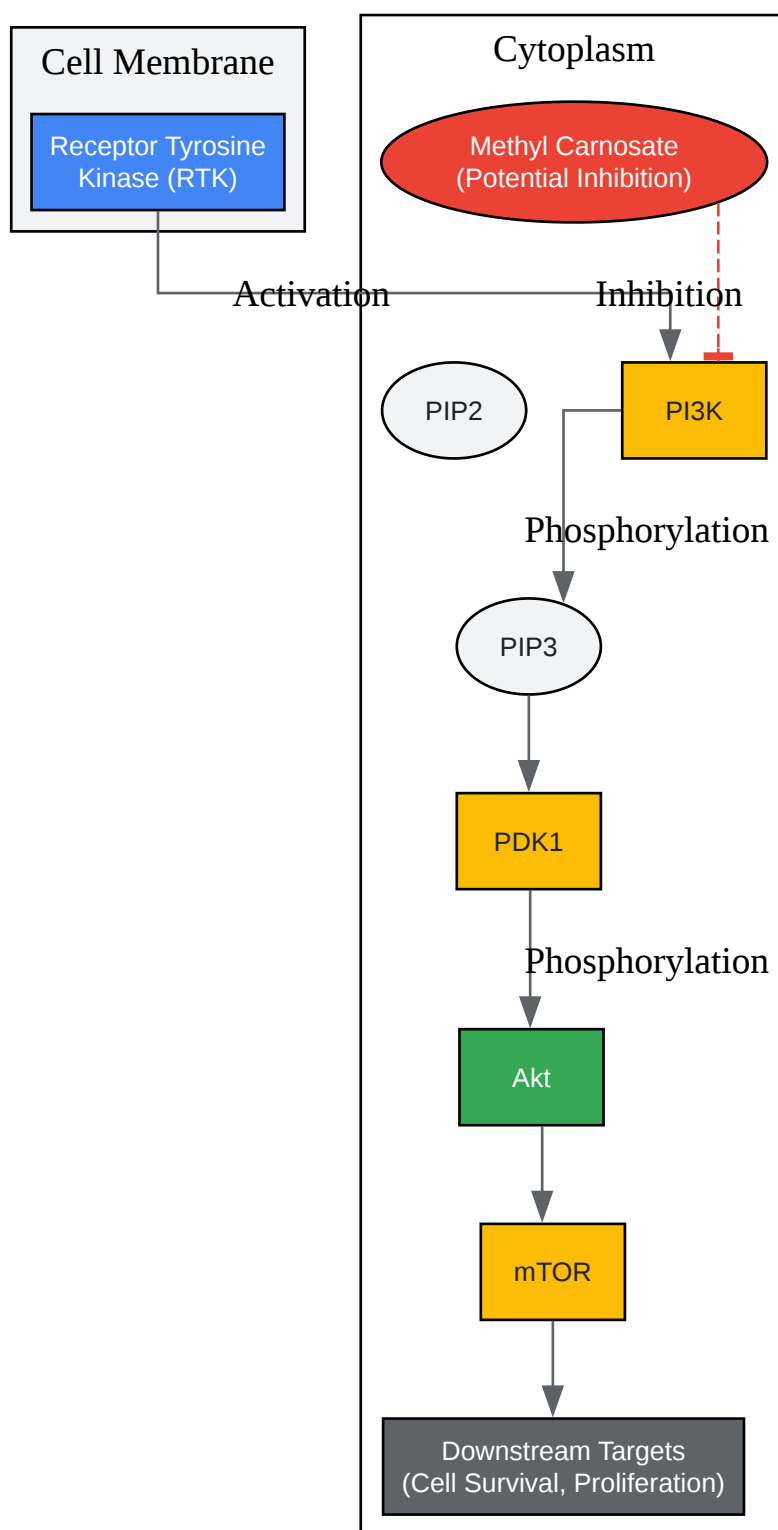 Cell Membrane
Cytoplasm
Receptor Tyrosine
Kinase (RTK)
Methyl Carnosate
(Potential Inhibition)
Activation
Inhibition
PIP2
PI3K
Phosphorylation
PIP3
PDK1
Phosphorylation
Akt
mTOR
Downstream Targets
(Cell Survival, Proliferation)